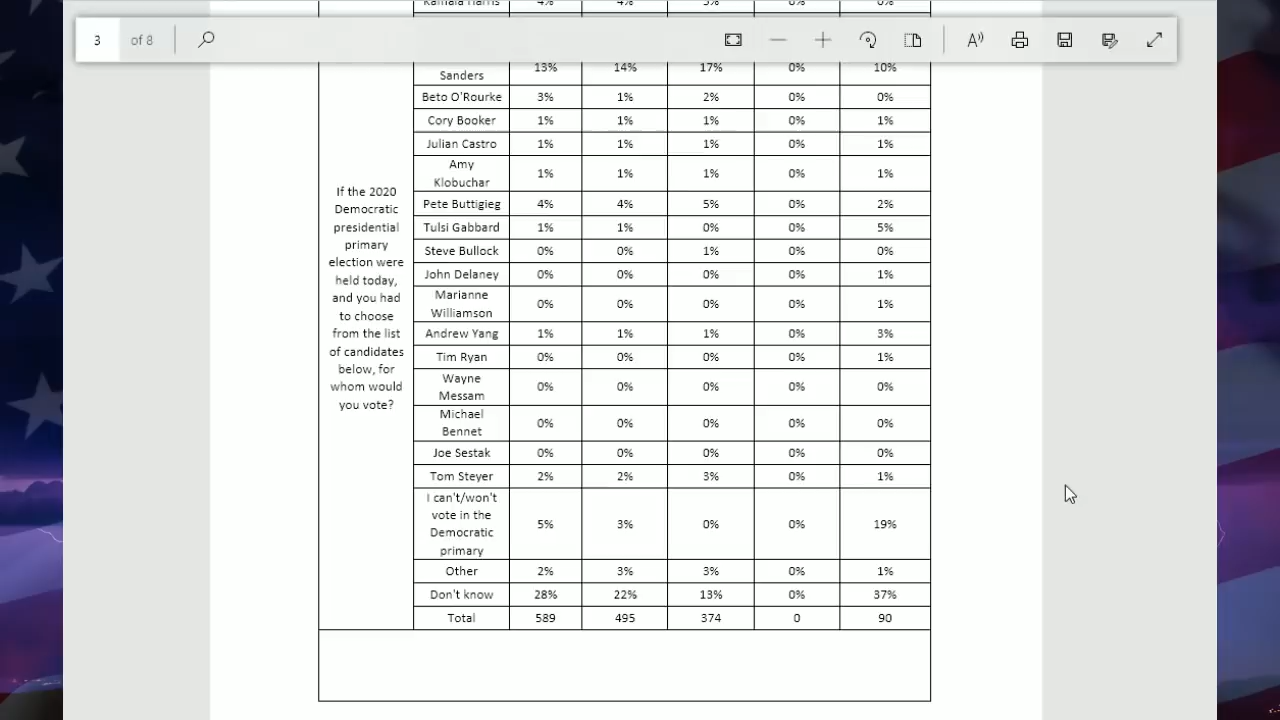 Kamala Harris 4% 4% 5% 0% 0%
3 of 8
Sanders 13% 14% 17% 0% 10%
Beto O'Rourke 3% 1% 2% 0% 0%
Cory Booker 1% 1% 1% 0% 1%
Julian Castro 1% 1% 1% 0% 1%
Amy
Klobuchar 1% 1% 1% 0% 1%
Pete Buttigieg 4% 4% 5% 0% 2%
Tulsi Gabbard 1% 1% 0% 0% 5%
Steve Bullock 0% 0% 1% 0% 0%
John Delaney 0% 0% 0% 0% 1%
Marianne
Williamson 0% 0% 0% 0% 1%
Andrew Yang 1% 1% 1% 0% 3%
Tim Ryan 0% 0% 0% 0% 1%
Wayne
Messam 0% 0% 0% 0% 0%
Michael
Bennet 0% 0% 0% 0% 0%
Joe Sestak 0% 0% 0% 0% 0%
Tom Steyer 2% 2% 3% 0% 1%
I can't/won't
vote in the
Democratic
primary 5% 3% 0% 0% 19%
Other 2% 3% 3% 0% 1%
Don't know 28% 22% 13% 0% 37%
Total 589 495 374 0 90
If the 2020
Democratic
presidential
primary
election were
held today,
and you had
to choose
from the list
of candidates
below, for
whom would
you vote?